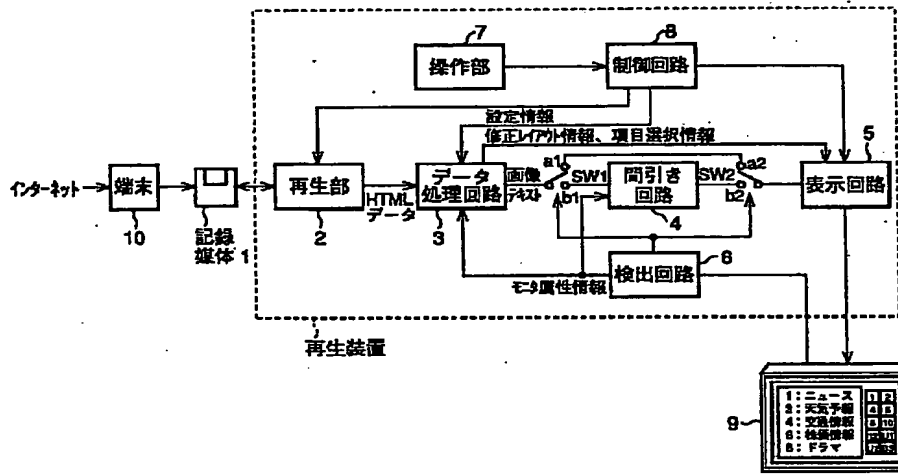 7
操作部
8
制御回路
設定情報
修正レイアウト情報、項目選択情報
5
インターネット
端末
10
記録
媒体 1
再生部
2
HTML
データ
データ
処理回路
3
画像
テキスト
a1
SW1
b1
間引き
回路
4
SW2
a2
b2
表示回路
検出回路
6
モニタ属性情報
再生装置
9
1：ニュース
2：天気予報
4：交通情報
6：株価情報
8：ドラマ
1 2
4 6
8 10